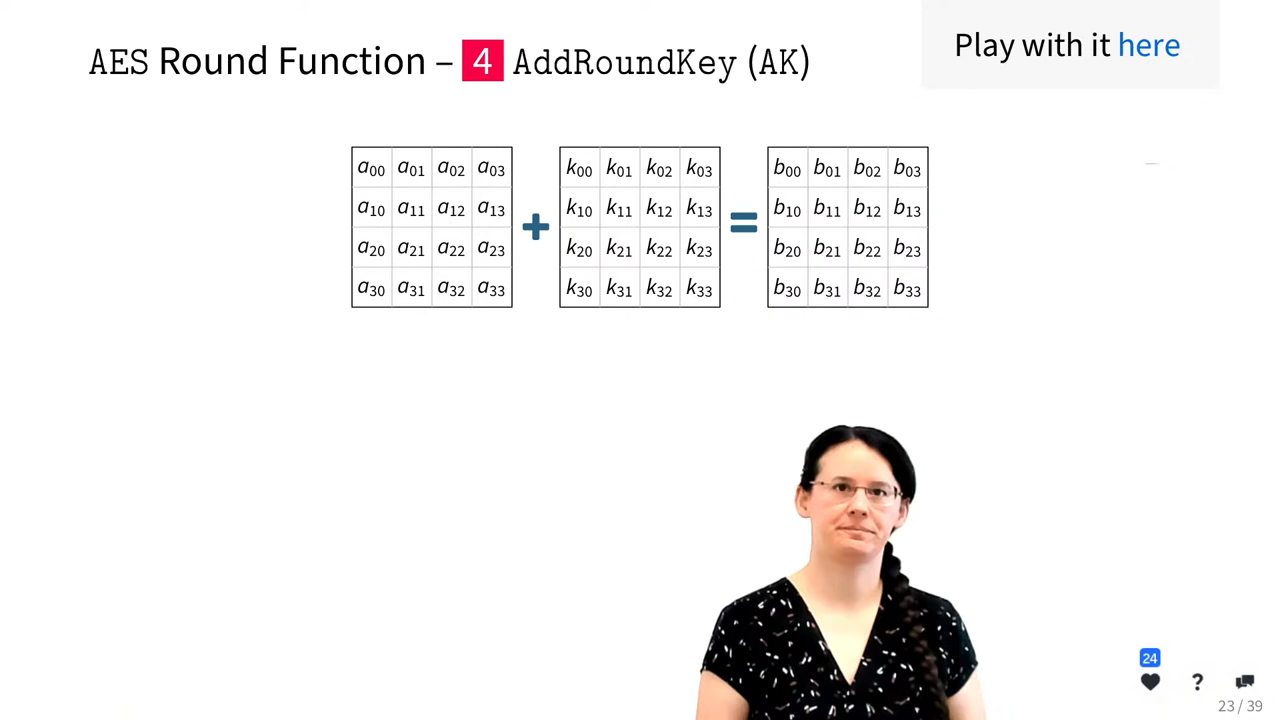 AES Round Function – 4 AddRoundKey (AK)
Play with it here
a00 a01 a02 a03 + k00 k01 k02 k03 = b00 b01 b02 b03
a10 a11 a12 a13 k10 k11 k12 k13 b10 b11 b12 b13
a20 a21 a22 a23 k20 k21 k22 k23 b20 b21 b22 b23
a30 a31 a32 a33 k30 k31 k32 k33 b30 b31 b32 b33
24
?
23 / 39